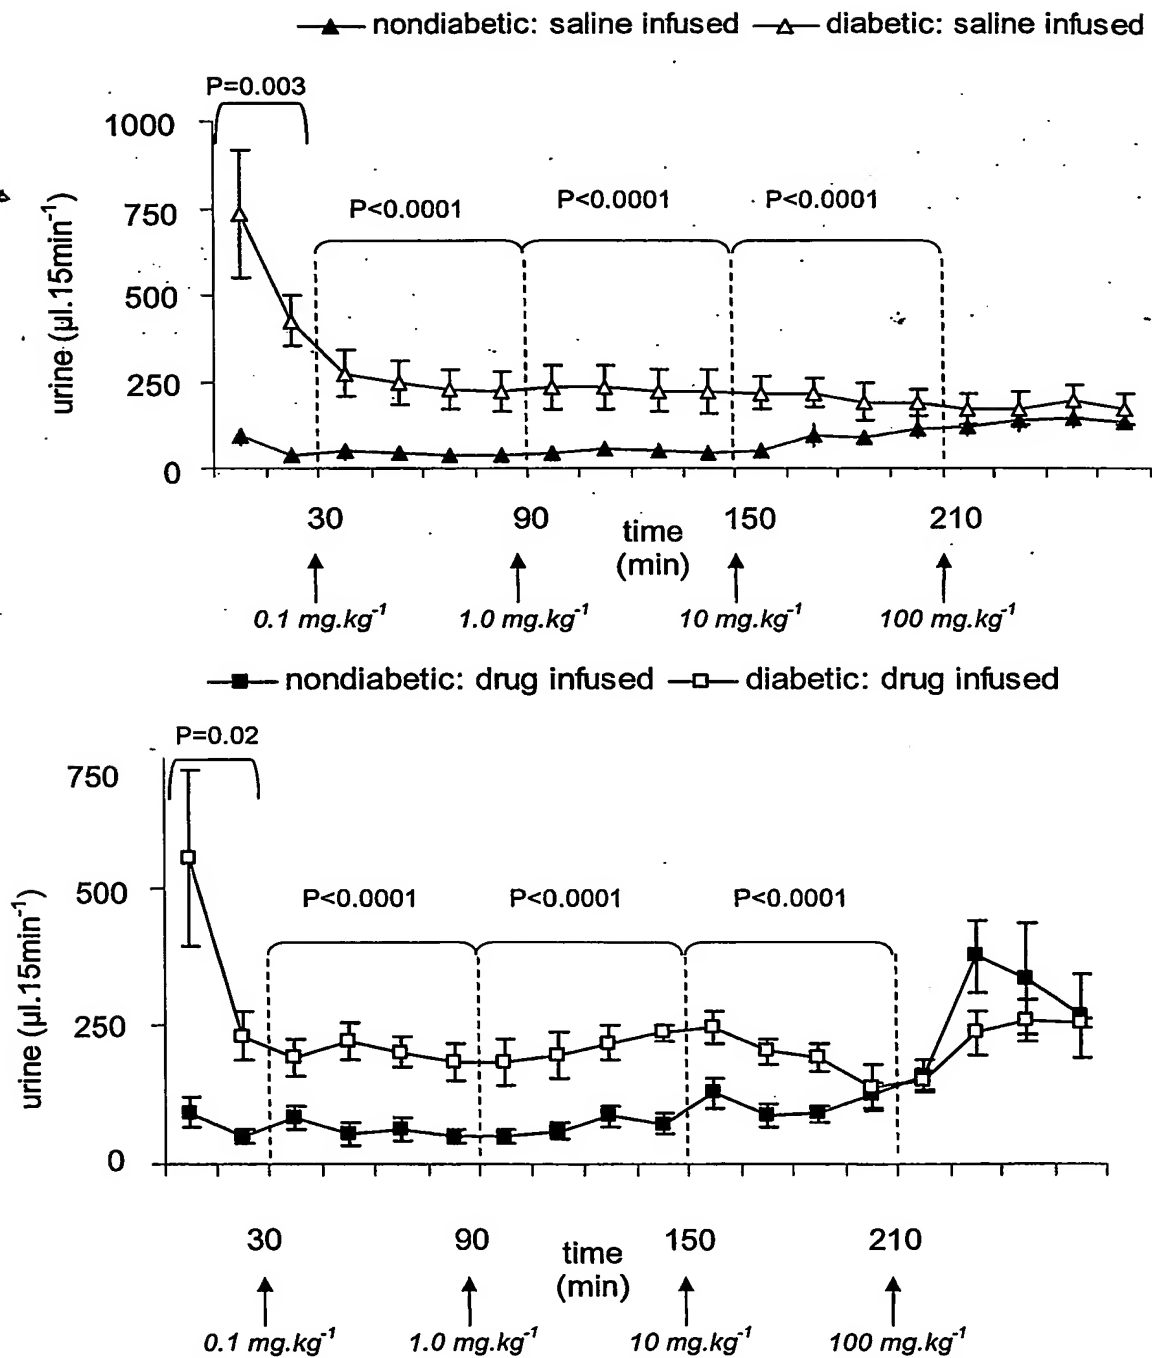 nondiabetic: saline infused diabetic: saline infused
P=0.003
1000
750
500
250
0
urine (µl.15min⁻¹)
P<0.0001 P<0.0001 P<0.0001
30 90 150 210
time
(min)
0.1 mg.kg⁻¹ 1.0 mg.kg⁻¹ 10 mg.kg⁻¹ 100 mg.kg⁻¹
nondiabetic: drug infused diabetic: drug infused
P=0.02
750
500
250
0
urine (µl.15min⁻¹)
P<0.0001 P<0.0001 P<0.0001
30 90 150 210
time
(min)
0.1 mg.kg⁻¹ 1.0 mg.kg⁻¹ 10 mg.kg⁻¹ 100 mg.kg⁻¹